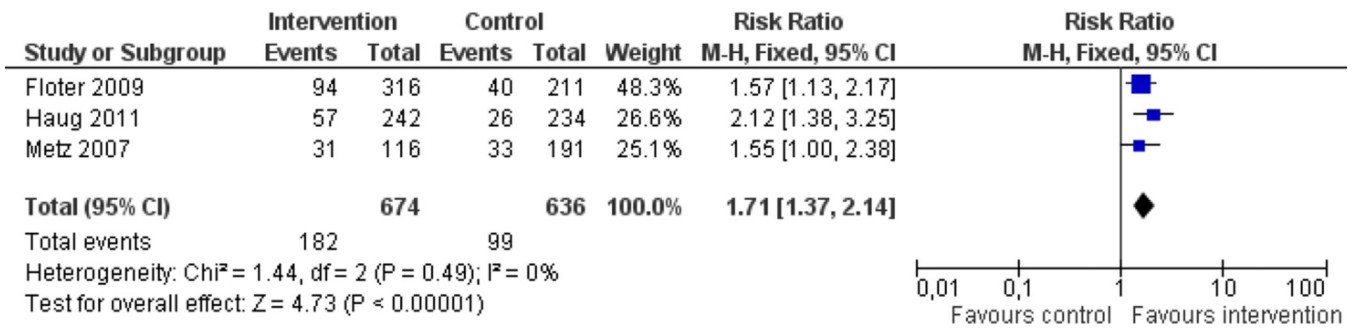 Intervention Control Risk Ratio Risk Ratio
Study or Subgroup Events Total Events Total Weight M-H, Fixed, 95% CI M-H, Fixed, 95% CI
Floter 2009 94 316 40 211 48.3% 1.57 [1.13, 2.17]
Haug 2011 57 242 26 234 26.6% 2.12 [1.38, 3.25]
Metz 2007 31 116 33 191 25.1% 1.55 [1.00, 2.38]
Total (95% CI) 674 636 100.0% 1.71 [1.37, 2.14]
Total events 182 99
Heterogeneity: Chi² = 1.44, df = 2 (P = 0.49); I² = 0%
Test for overall effect: Z = 4.73 (P < 0.00001)
0,01 0,1 1 10 100
Favours control Favours intervention